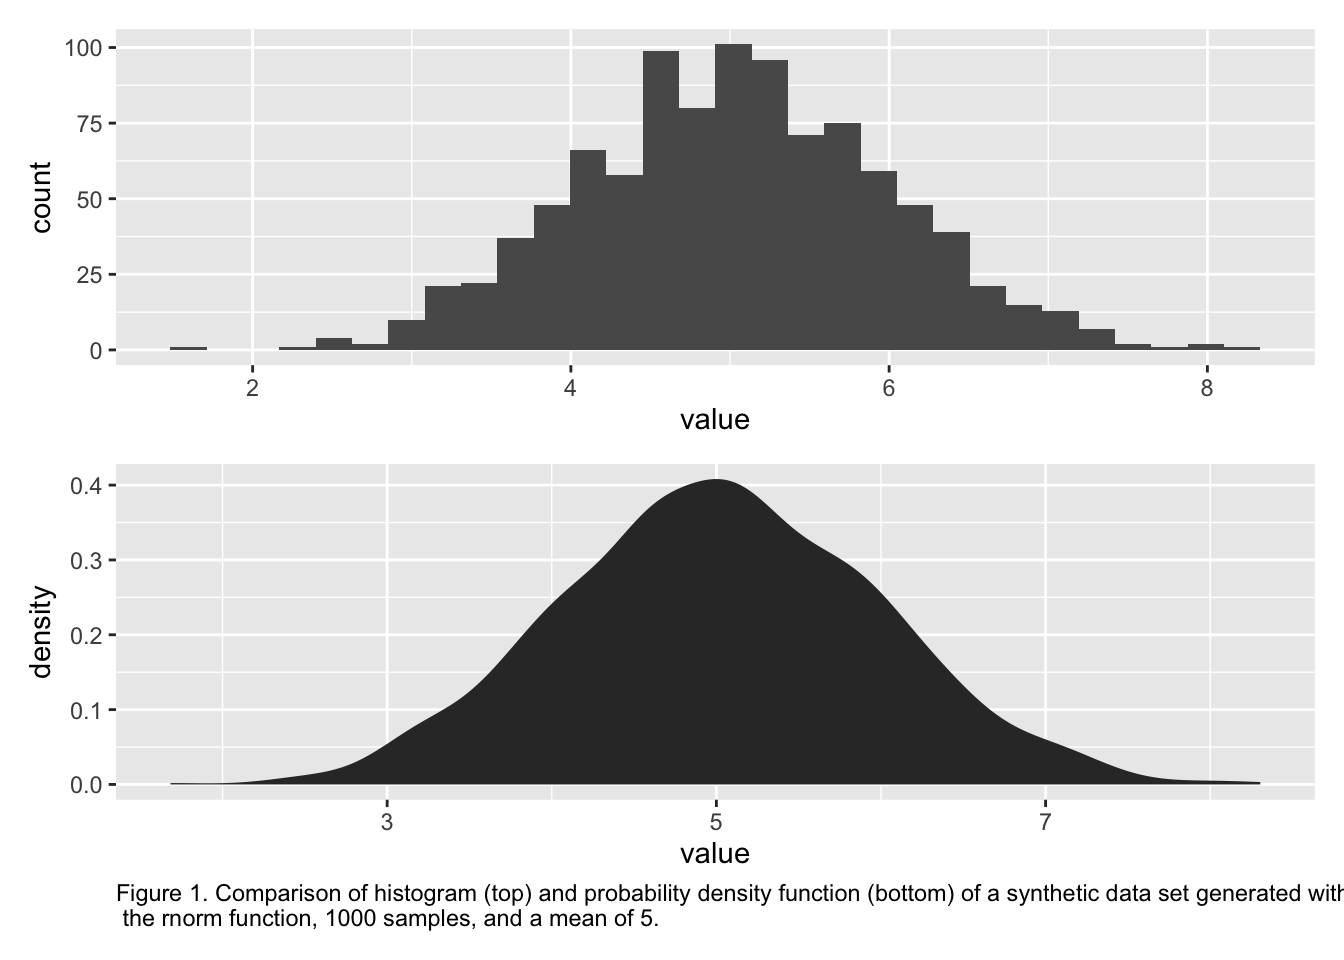 100
75
50
25
0
count
2 4 6 8
value
0.4
0.3
0.2
0.1
0.0
density
3 5 7
value
Figure 1. Comparison of histogram (top) and probability density function (bottom) of a synthetic data set generated with
the rnorm function, 1000 samples, and a mean of 5.